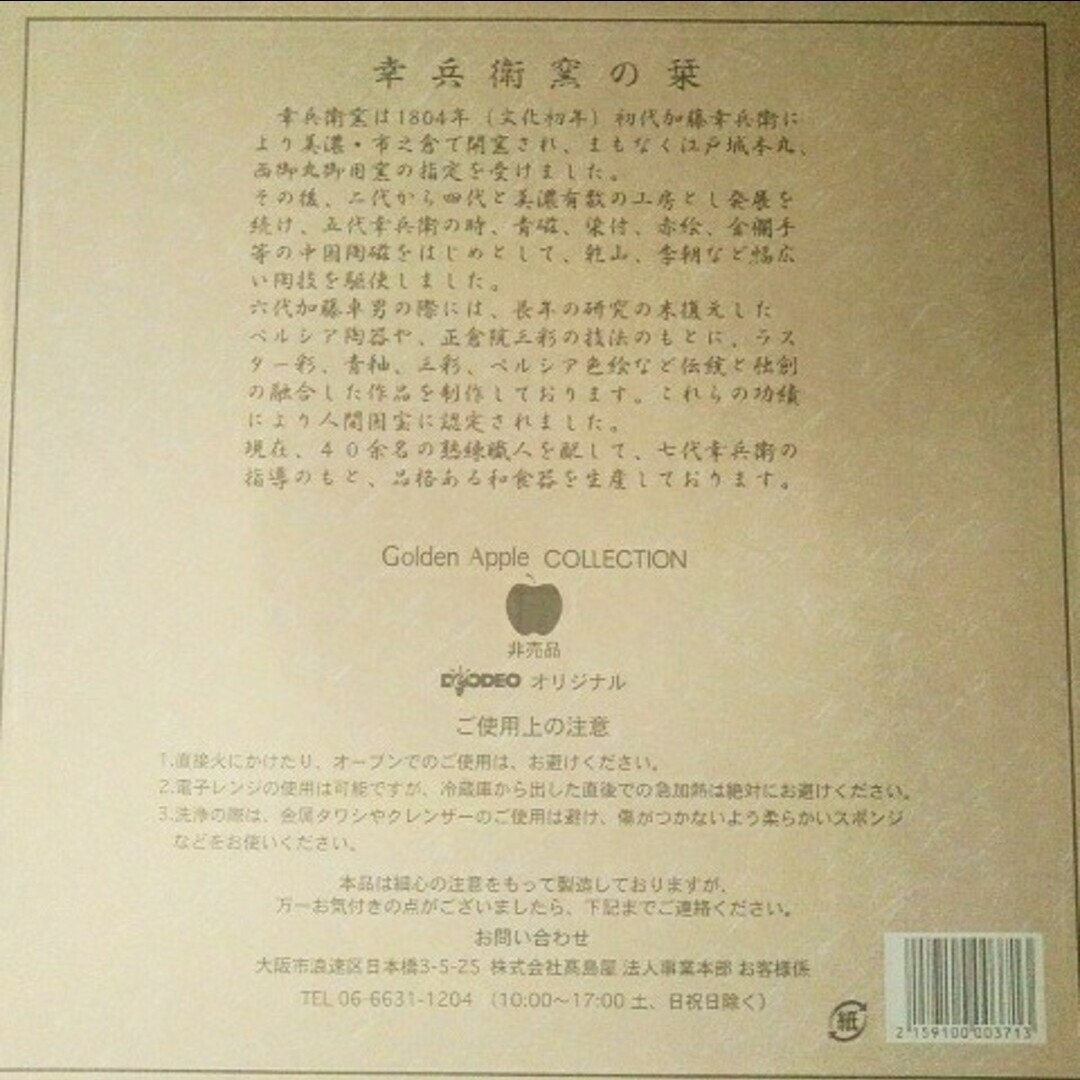 幸兵衛窯の栞
幸兵衛窯は1804年（文化初年）初代加藤幸兵衛に
より美濃・市之倉で開窯され、まもなく江戸城本丸、
西御丸御用窯の指定を受けました。
その後、二代から四代と美濃有数の工房とし発展を
続け、五代幸兵衛の時、青磁、染付、赤絵、金襴手
等の中国陶磁をはじめとして、乾山、李朝など幅広
い陶技を駆使しました。
六代加藤卓男の際には、長年の研究の末復元した
ペルシア陶器や、正倉院三彩の技法のもとに、ラス
ター彩、青釉、三彩、ペルシア色絵など伝統と独創
の融合した作品を制作しております。これらの功績
により人間国宝に認定されました。
現在、40余名の熟練職人を配して、七代幸兵衛の
指導のもと、品格ある和食器を生産しております。
Golden Apple COLLECTION
非売品
DyDODEO オリジナル
ご使用上の注意
1.直接火にかけたり、オーブンでのご使用は、お避けください。
2.電子レンジの使用は可能ですが、冷蔵庫から出した直後での急加熱は絶対にお避けください。
3.洗浄の際は、金属タワシやクレンザーのご使用は避け、傷がつかないよう柔らかいスポンジ
などをお使いください。
本品は細心の注意をもって製造しておりますが、
万一お気付きの点がございましたら、下記までご連絡ください。
お問い合わせ
大阪市浪速区日本橋3-5-25 株式会社髙島屋 法人事業本部 お客様係
TEL 06-6631-1204 （10:00〜17:00 土、日祝日除く）
紙
2159100003713